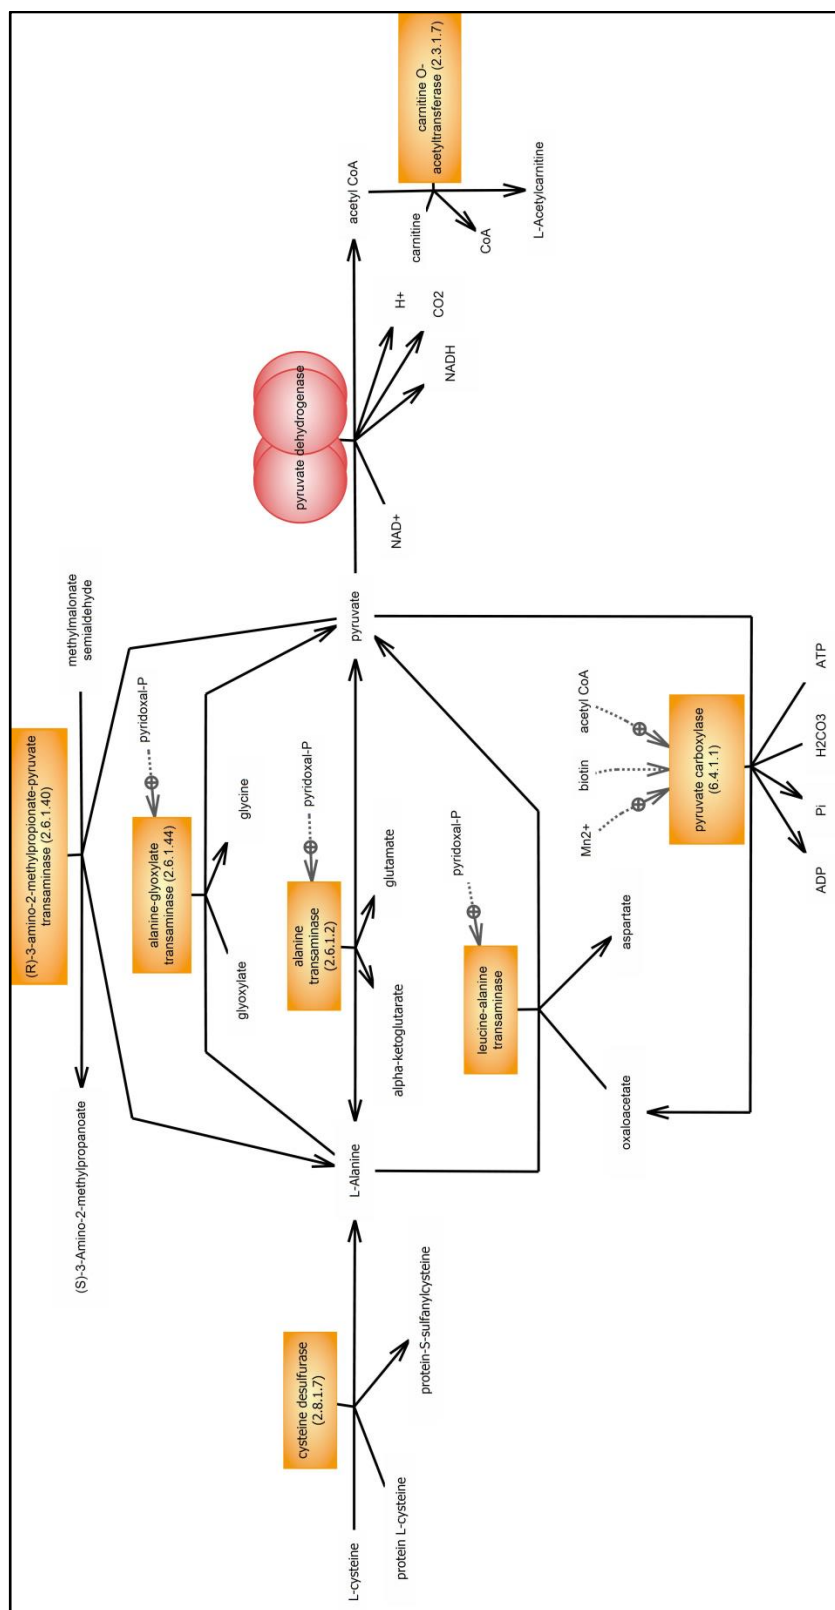 (R)-3-amino-2-methylpropionate-pyruvate
transaminase (2.6.1.40)
methylmalonate
semialdehyde
(S)-3-Amino-2-methylpropanoate
alanine-glyoxylate
transaminase (2.6.1.44)
pyridoxal-P
glyoxylate
glycine
alanine
transaminase
(2.6.1.2)
pyridoxal-P
alpha-ketoglutarate
glutamate
cysteine desulfurase
(2.8.1.7)
L-cysteine
protein L-cysteine
protein-S-sulfanylcysteine
L-Alanine
pyruvate
pyruvate dehydrogenase
NAD+
NADH
CO2
H+
acetyl CoA
carnitine O-
acetyltransferase (2.3.1.7)
carnitine
CoA
L-Acetylcarnitine
leucine-alanine
transaminase
pyridoxal-P
oxaloacetate
aspartate
Mn2+
biotin
acetyl CoA
pyruvate carboxylase
(6.4.1.1)
ADP
Pi
H2CO3
ATP